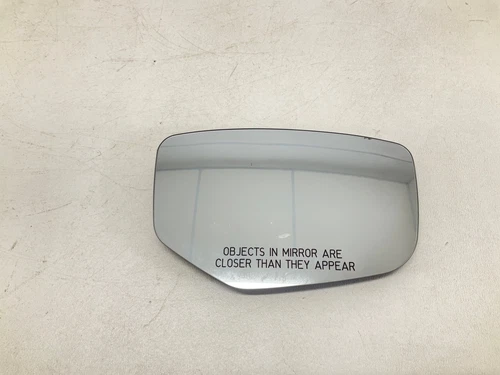 OBJECTS IN MIRROR ARE
CLOSER THAN THEY APPEAR